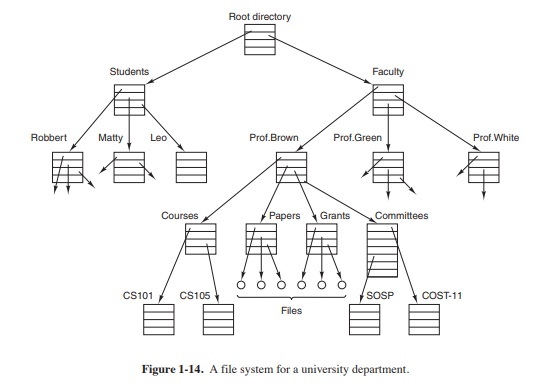 Root directory
Students
Faculty
Robbert
Matty
Leo
Prof.Brown
Prof.Green
Prof.White
Courses
Papers
Grants
Committees
CS101
CS105
Files
SOSP
COST-11
Figure 1-14. A file system for a university department.